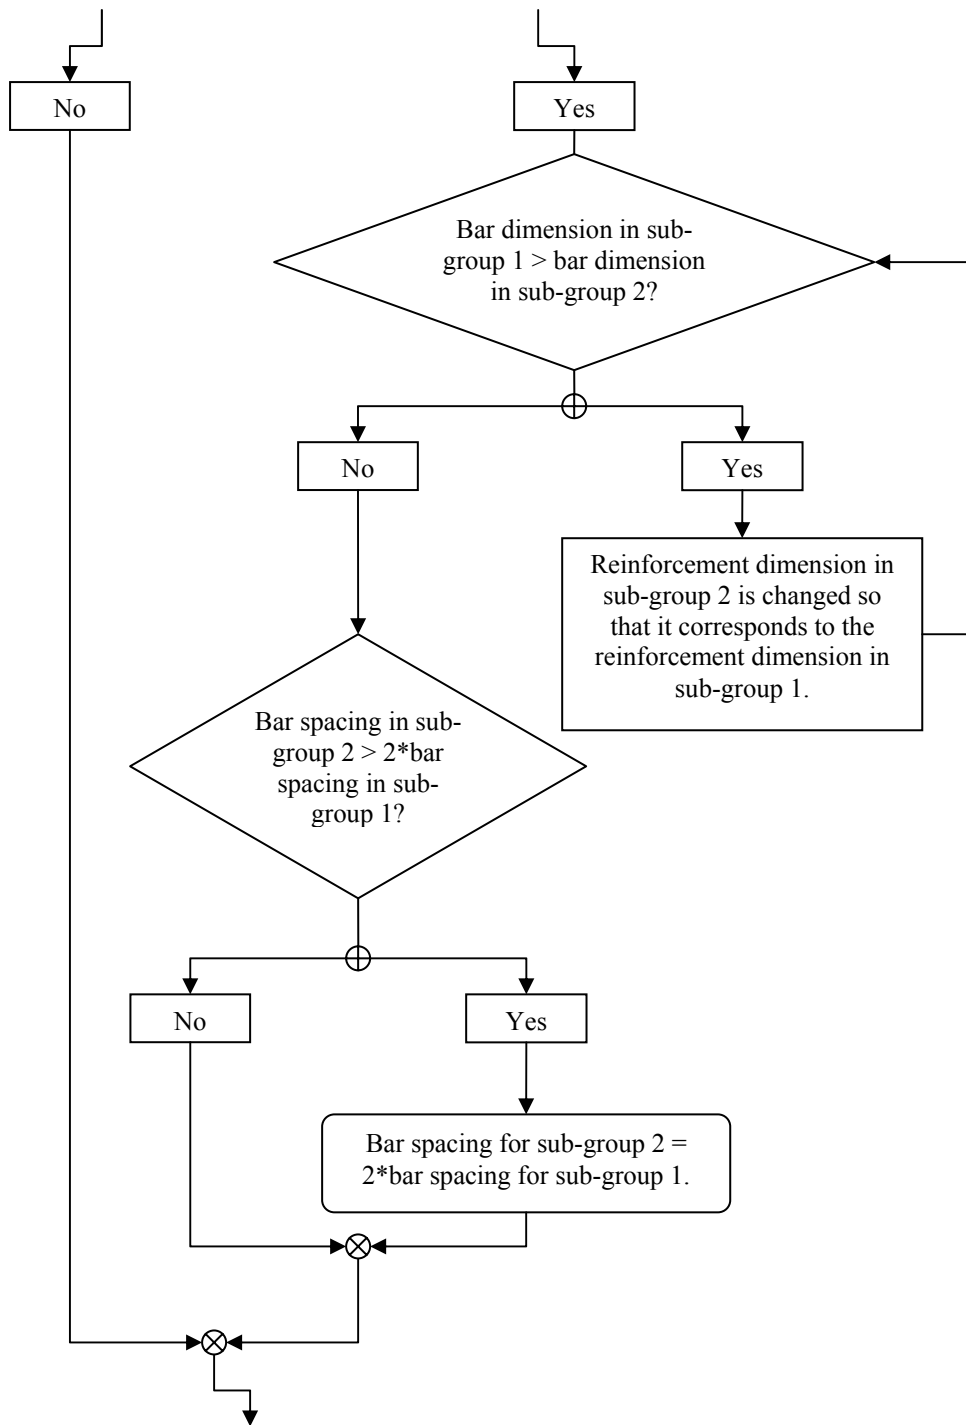 No
Yes
Bar dimension in sub-
group 1 > bar dimension
in sub-group 2?
No
Yes
Reinforcement dimension in
sub-group 2 is changed so
that it corresponds to the
reinforcement dimension in
sub-group 1.
Bar spacing in sub-
group 2 > 2*bar
spacing in sub-
group 1?
No
Yes
Bar spacing for sub-group 2 =
2*bar spacing for sub-group 1.